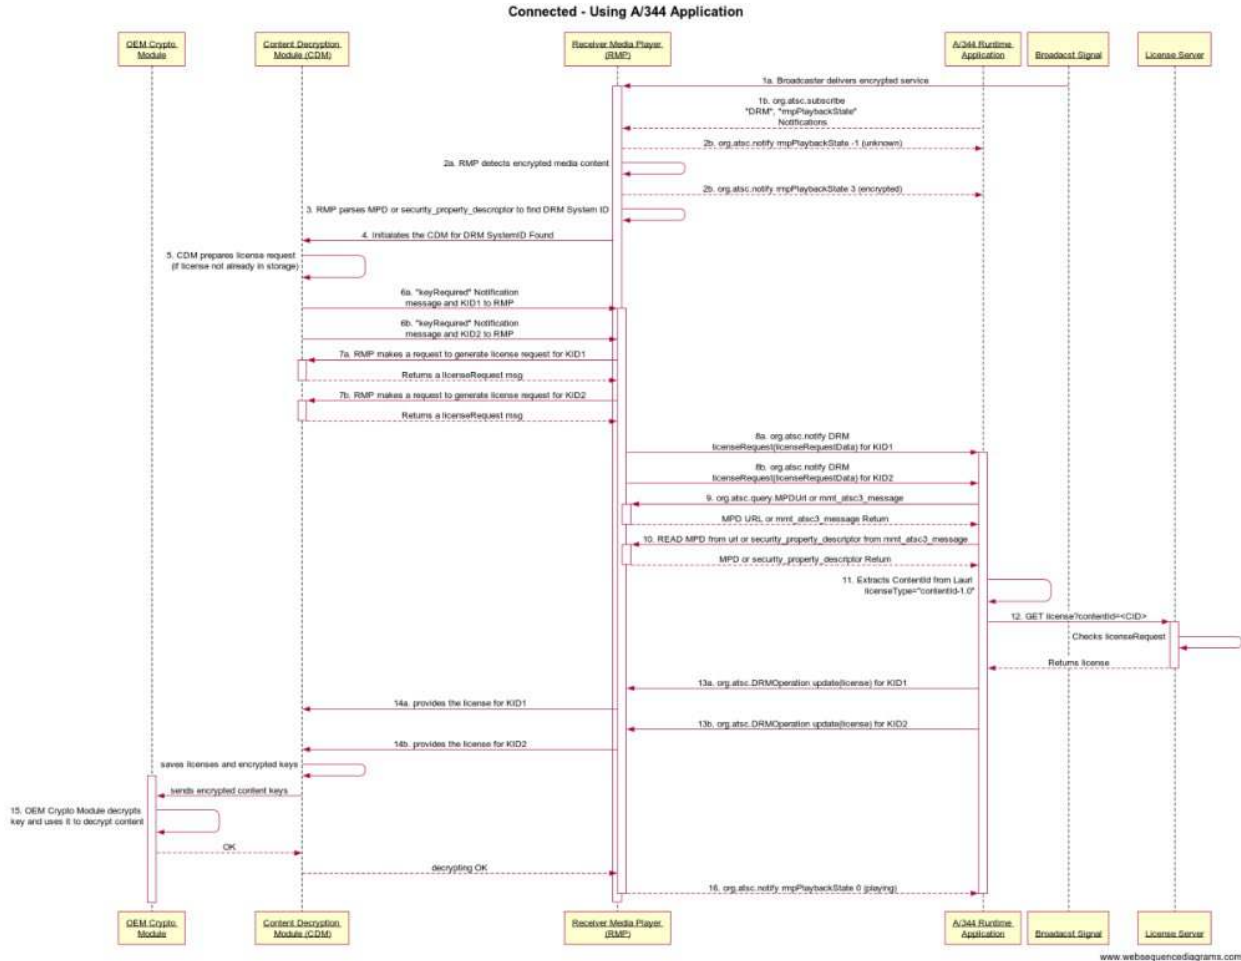 Connected - Using A/344 Application
OEM Crypto
Module
Content Decryption
Module (CDM)
Receiver Media Player
(RMP)
A/344 Runtime
Application
Broadacst Signal
License Server
1a. Broadcaster delivers encrypted service
1b. org.atsc.subscribe
"DRM", "rmpPlaybackState"
Notifications
2b. org.atsc.notify rmpPlaybackState -1 (unknown)
2a. RMP detects encrypted media content
2b. org.atsc.notify rmpPlaybackState 3 (encrypted)
3. RMP parses MPD or security_property_descroptor to find DRM System ID
4. Initialates the CDM for DRM SystemID Found
5. CDM prepares license request
(if license not already in storage)
6a. "keyRequired" Notification
message and KID1 to RMP
6b. "keyRequired" Notification
message and KID2 to RMP
7a. RMP makes a request to generate license request for KID1
Returns a licenseRequest msg
7b. RMP makes a request to generate license request for KID2
Returns a licenseRequest msg
8a. org.atsc.notify DRM
licenseRequest(licenseRequestData) for KID1
8b. org.atsc.notify DRM
licenseRequest(licenseRequestData) for KID2
9. org.atsc.query.MPDUrl or mmt_atsc3_message
MPD URL or mmt_atsc3_message Return
10. READ MPD from url or security_property_descriptor from mmt_atsc3_message
MPD or security_property_descriptor Return
11. Extracts ContentId from Laurl
licenseType="contentId-1.0"
12. GET license?contentId=<CID>
Checks licenseRequest
Returns license
13a. org.atsc.DRMOperation update(license) for KID1
14a. provides the license for KID1
13b. org.atsc.DRMOperation update(license) for KID2
14b. provides the license for KID2
saves licenses and encrypted keys
sends encrypted content keys
15. OEM Crypto Module decrypts
key and uses it to decrypt content
OK
decrypting OK
16. org.atsc.notify rmpPlaybackState 0 (playing)
OEM Crypto
Module
Content Decryption
Module (CDM)
Receiver Media Player
(RMP)
A/344 Runtime
Application
Broadacst Signal
License Server
www.websequencediagrams.com